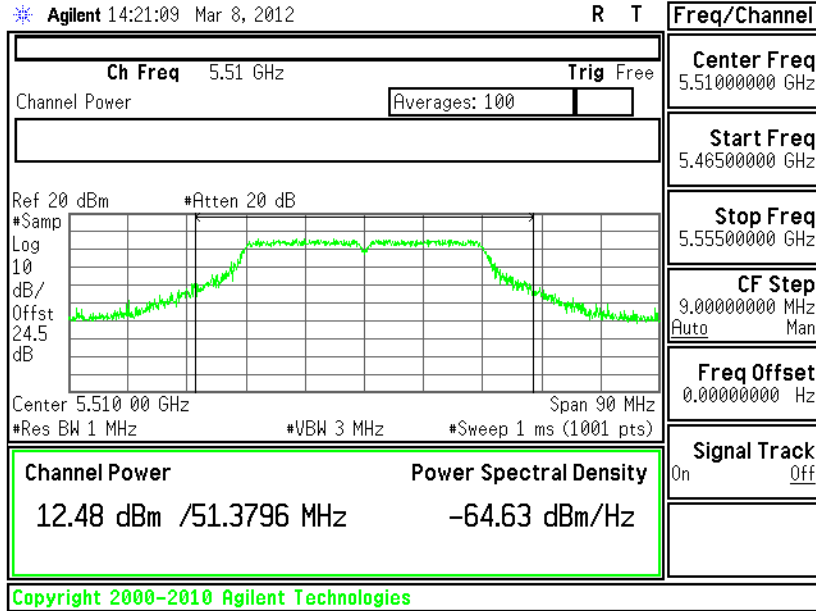 Agilent 14:21:09 Mar 8, 2012 R T
Freq/Channel
Ch Freq 5.51 GHz Trig Free
Channel Power Averages: 100
Ref 20 dBm #Atten 20 dB
#Samp
Log
10
dB/
Offst
24.5
dB
Center 5.510 00 GHz Span 90 MHz
#Res BW 1 MHz #VBW 3 MHz #Sweep 1 ms (1001 pts)
Channel Power Power Spectral Density
12.48 dBm /51.3796 MHz -64.63 dBm/Hz
Center Freq
5.51000000 GHz
Start Freq
5.46500000 GHz
Stop Freq
5.55500000 GHz
CF Step
9.00000000 MHz
Auto Man
Freq Offset
0.00000000 Hz
Signal Track
On Off
Copyright 2000-2010 Agilent Technologies